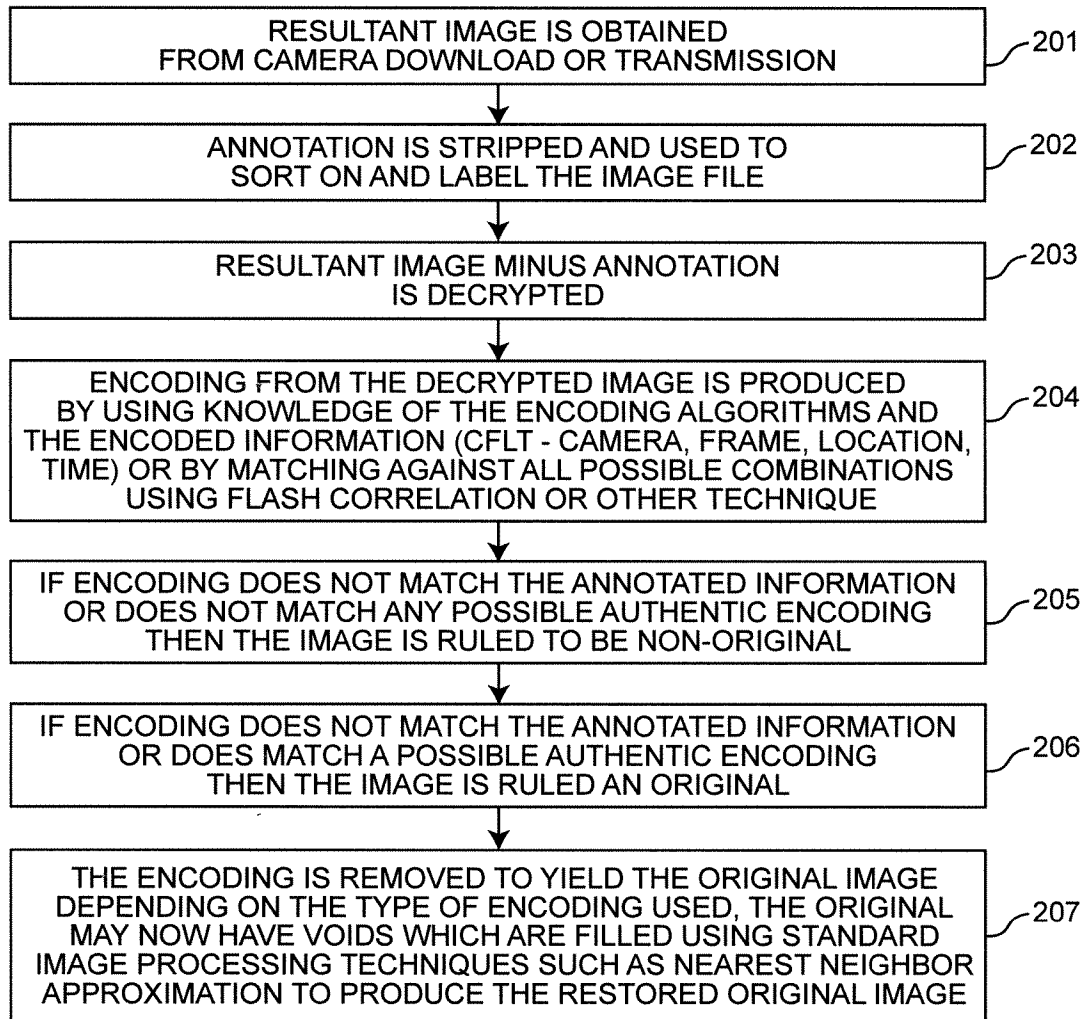 RESULTANT IMAGE IS OBTAINED
FROM CAMERA DOWNLOAD OR TRANSMISSION
201
ANNOTATION IS STRIPPED AND USED TO
SORT ON AND LABEL THE IMAGE FILE
202
RESULTANT IMAGE MINUS ANNOTATION
IS DECRYPTED
203
ENCODING FROM THE DECRYPTED IMAGE IS PRODUCED
BY USING KNOWLEDGE OF THE ENCODING ALGORITHMS AND
THE ENCODED INFORMATION (CFLT - CAMERA, FRAME, LOCATION,
TIME) OR BY MATCHING AGAINST ALL POSSIBLE COMBINATIONS
USING FLASH CORRELATION OR OTHER TECHNIQUE
204
IF ENCODING DOES NOT MATCH THE ANNOTATED INFORMATION
OR DOES NOT MATCH ANY POSSIBLE AUTHENTIC ENCODING
THEN THE IMAGE IS RULED TO BE NON-ORIGINAL
205
IF ENCODING DOES NOT MATCH THE ANNOTATED INFORMATION
OR DOES MATCH A POSSIBLE AUTHENTIC ENCODING
THEN THE IMAGE IS RULED AN ORIGINAL
206
THE ENCODING IS REMOVED TO YIELD THE ORIGINAL IMAGE
DEPENDING ON THE TYPE OF ENCODING USED, THE ORIGINAL
MAY NOW HAVE VOIDS WHICH ARE FILLED USING STANDARD
IMAGE PROCESSING TECHNIQUES SUCH AS NEAREST NEIGHBOR
APPROXIMATION TO PRODUCE THE RESTORED ORIGINAL IMAGE
207